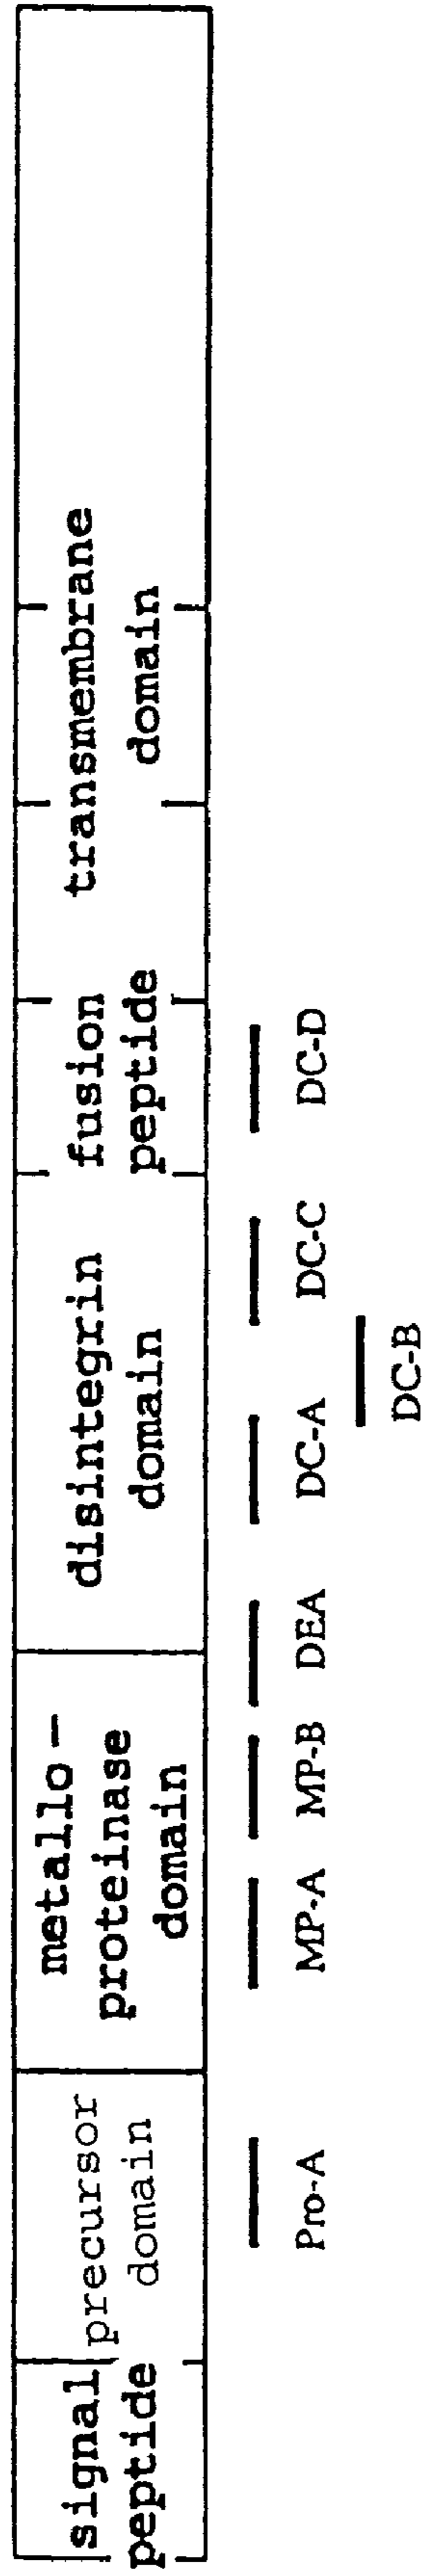 signal
peptide
precursor
domain
metallo-
proteinase
domain
disintegrin
domain
fusion
peptide
transmembrane
domain
Pro-A
MP-A
MP-B
DEA
DC-A
DC-C
DC-D
DC-B